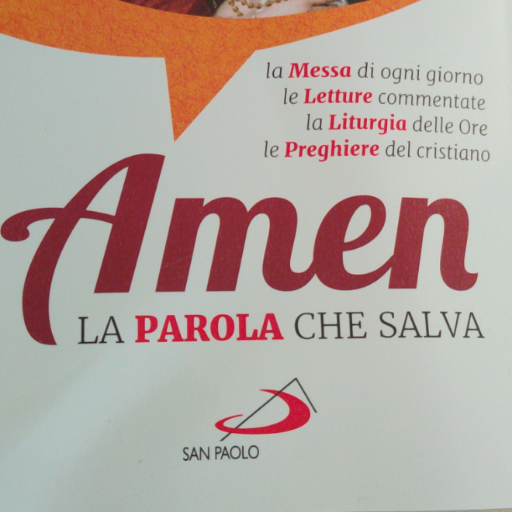 la Messa di ogni giorno
le Letture commentate
la Liturgia delle Ore
le Preghiere del cristiano
Amen
LA PAROLA CHE SALVA
SAN PAOLO